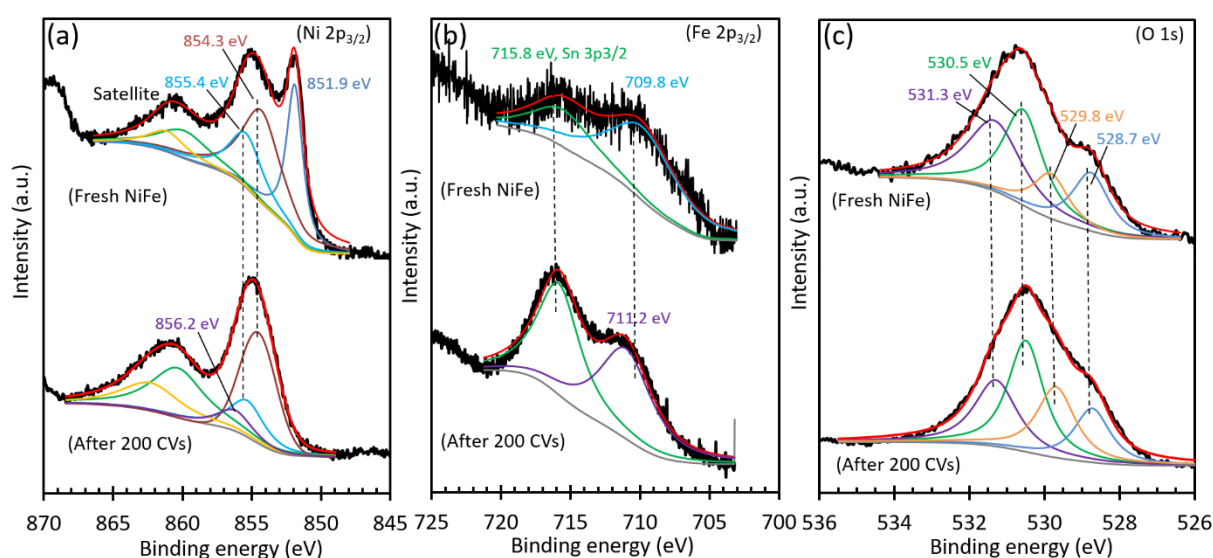 (a)
(Ni 2p3/2)
854.3 eV
855.4 eV
851.9 eV
Satellite
(Fresh NiFe)
856.2 eV
(After 200 CVs)
Intensity (a.u.)
870 865 860 855 850 845
Binding energy (eV)
(b)
(Fe 2p3/2)
715.8 eV, Sn 3p3/2
709.8 eV
(Fresh NiFe)
711.2 eV
(After 200 CVs)
Intensity (a.u.)
725 720 715 710 705 700
Binding energy (eV)
(c)
(O 1s)
530.5 eV
531.3 eV
529.8 eV
528.7 eV
(Fresh NiFe)
(After 200 CVs)
Intensity (a.u.)
536 534 532 530 528 526
Binding energy (eV)